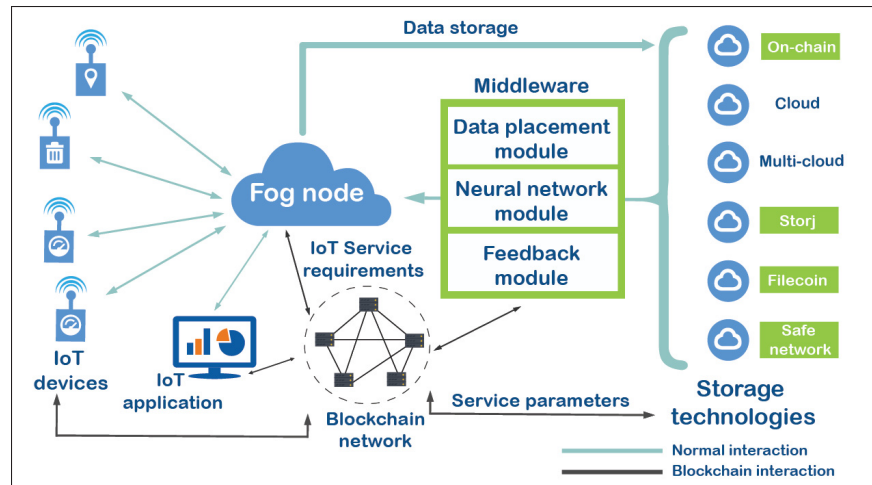 Data storage
On-chain
Middleware
Cloud
Data placement
module
Multi-cloud
Fog node
Neural network
module
Storj
IoT Service
requirements
Feedback
module
Filecoin
Safe
network
IoT
devices
IoT
application
Blockchain
network
Service parameters
Storage
technologies
Normal interaction
Blockchain interaction